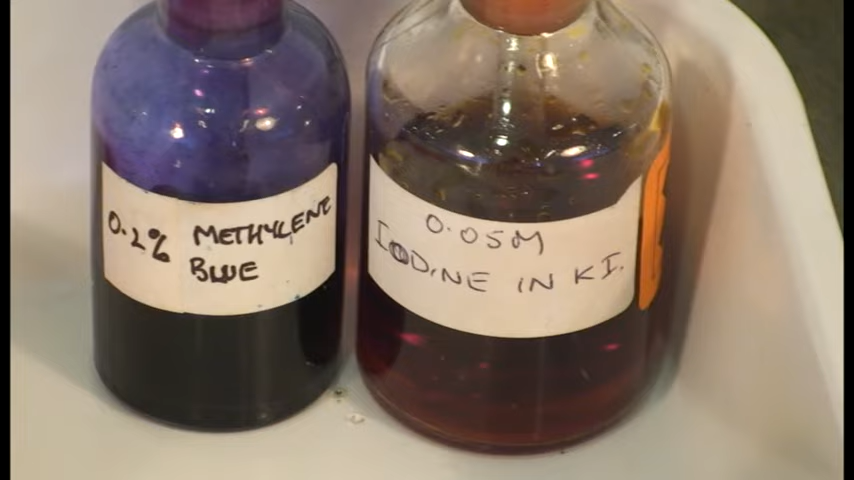 0.2% METHYLENE
BLUE
0.05M
IODINE IN KI.